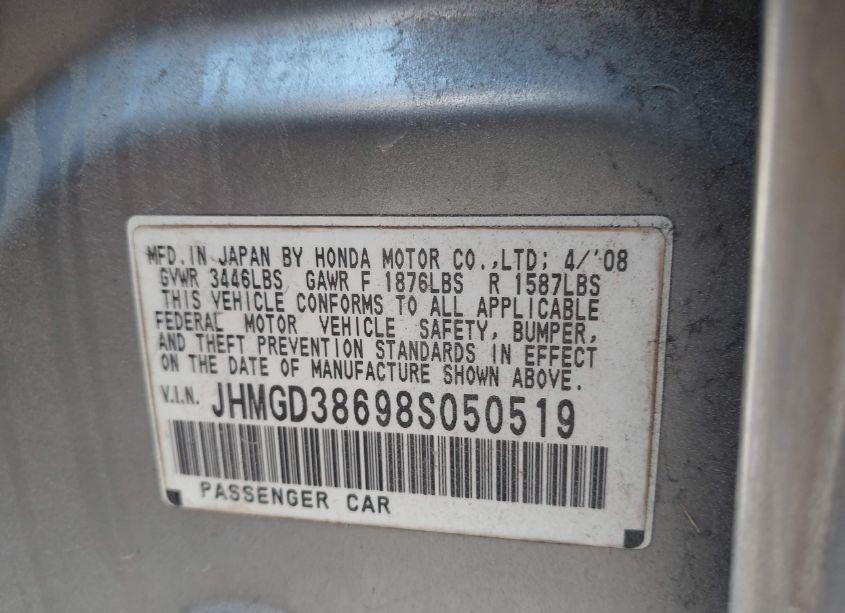 MFD.IN JAPAN BY HONDA MOTOR CO.,LTD; 4/'08
GVWR 3446LBS GAWR F 1876LBS R 1587LBS
THIS VEHICLE CONFORMS TO ALL APPLICABLE
FEDERAL MOTOR VEHICLE SAFETY, BUMPER,
AND THEFT PREVENTION STANDARDS IN EFFECT
ON THE DATE OF MANUFACTURE SHOWN ABOVE.
V.I.N. JHMGD38698S050519
PASSENGER CAR